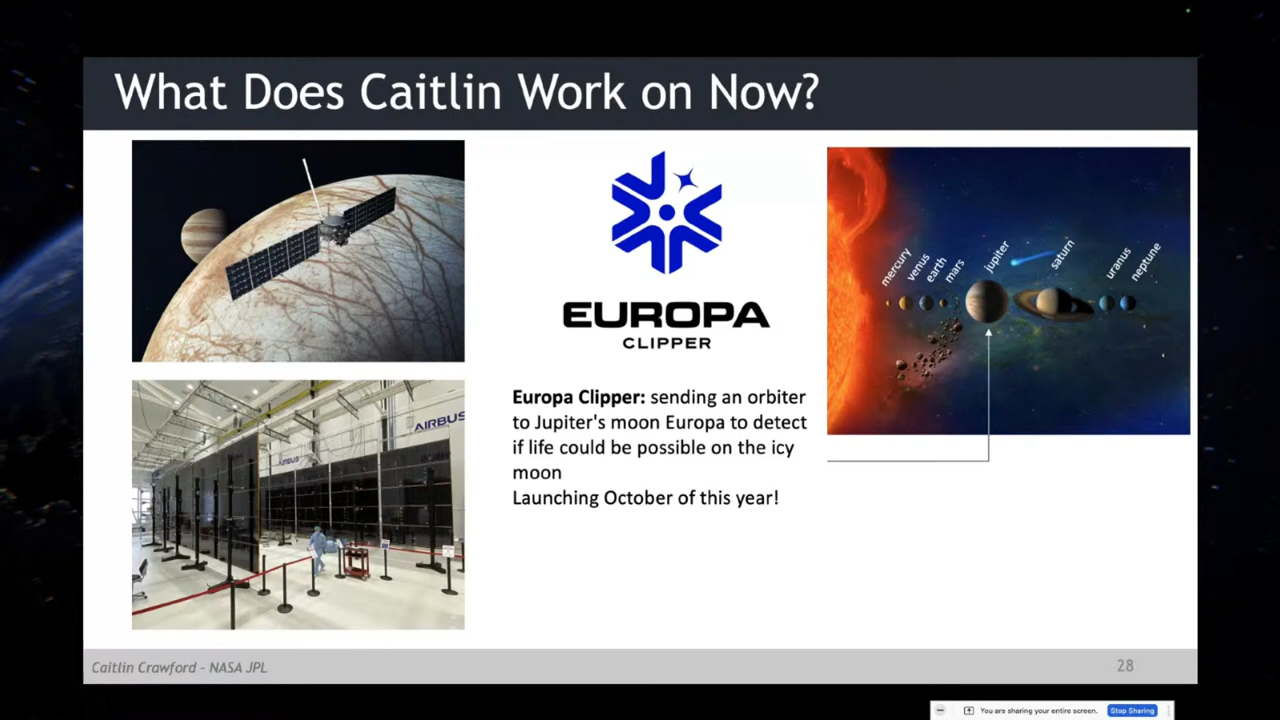 What Does Caitlin Work on Now?
AIRBUS
AIRBUS
EUROPA
CLIPPER
Europa Clipper: sending an orbiter
to Jupiter's moon Europa to detect
if life could be possible on the icy
moon
Launching October of this year!
mercury
venus
earth
mars
jupiter
saturn
uranus
neptune
Caitlin Crawford - NASA JPL
28
You are sharing your entire screen.
Stop Sharing